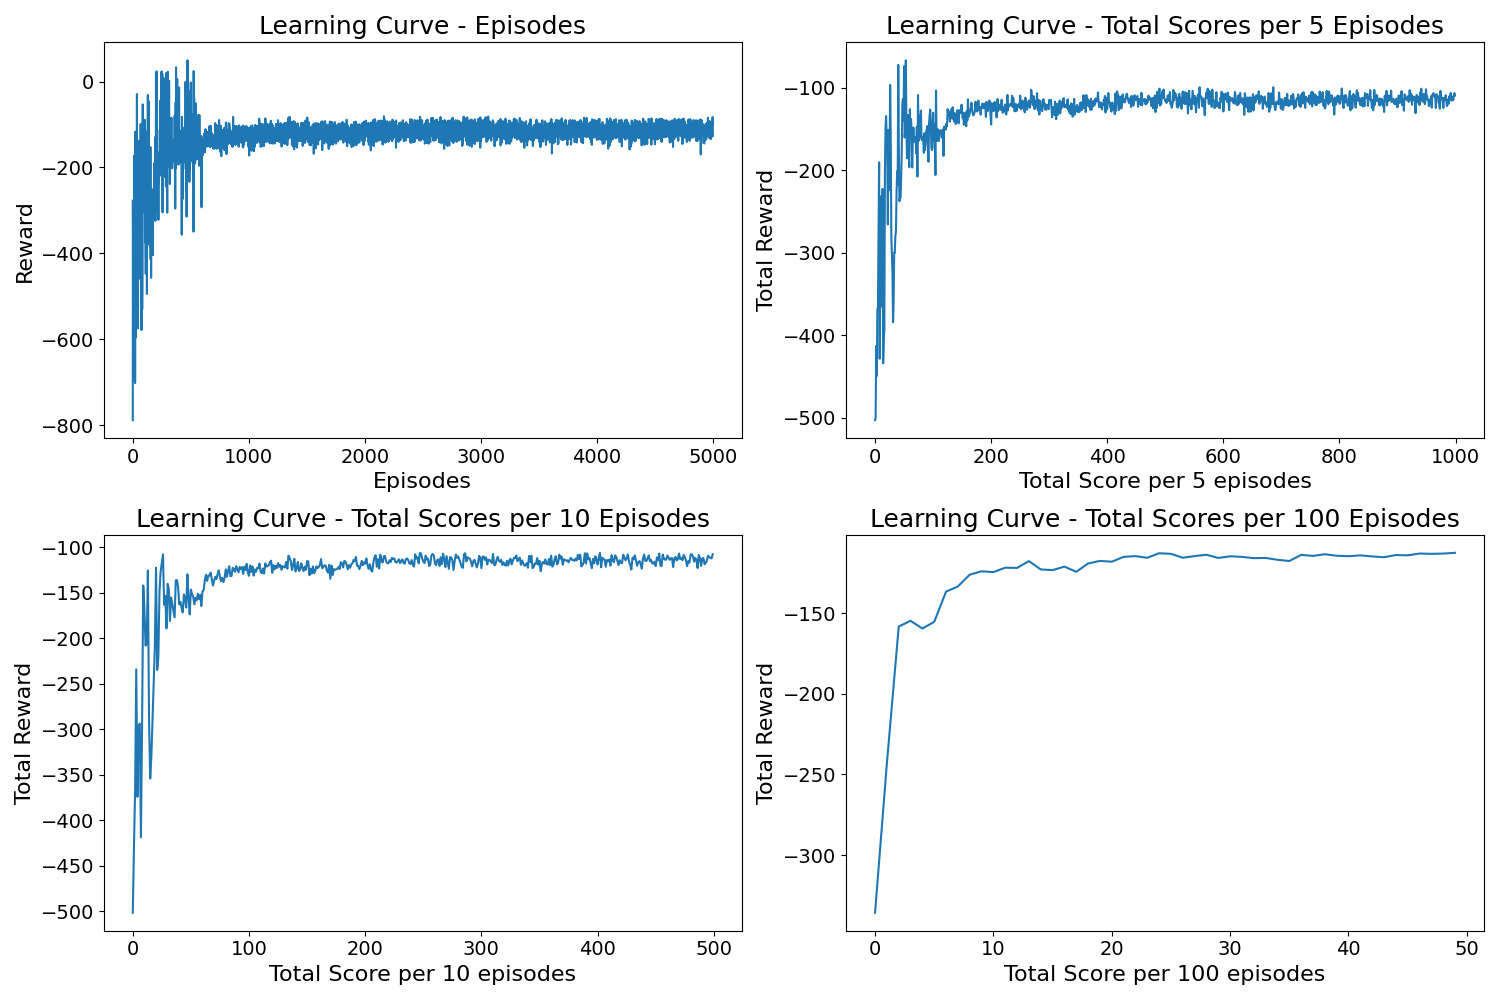 Learning Curve - Episodes
0
−200
−400
−600
−800
Reward
0 1000 2000 3000 4000 5000
Episodes
Learning Curve - Total Scores per 5 Episodes
−100
−200
−300
−400
−500
Total Reward
0 200 400 600 800 1000
Total Score per 5 episodes
Learning Curve - Total Scores per 10 Episodes
−100
−150
−200
−250
−300
−350
−400
−450
−500
Total Reward
0 100 200 300 400 500
Total Score per 10 episodes
Learning Curve - Total Scores per 100 Episodes
−150
−200
−250
−300
Total Reward
0 10 20 30 40 50
Total Score per 100 episodes